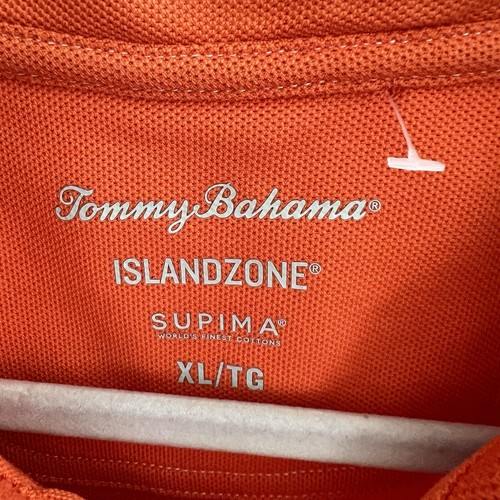 Tommy Bahama®
ISLANDZONE®
SUPIMA®
WORLD'S FINEST COTTONS
XL/TG